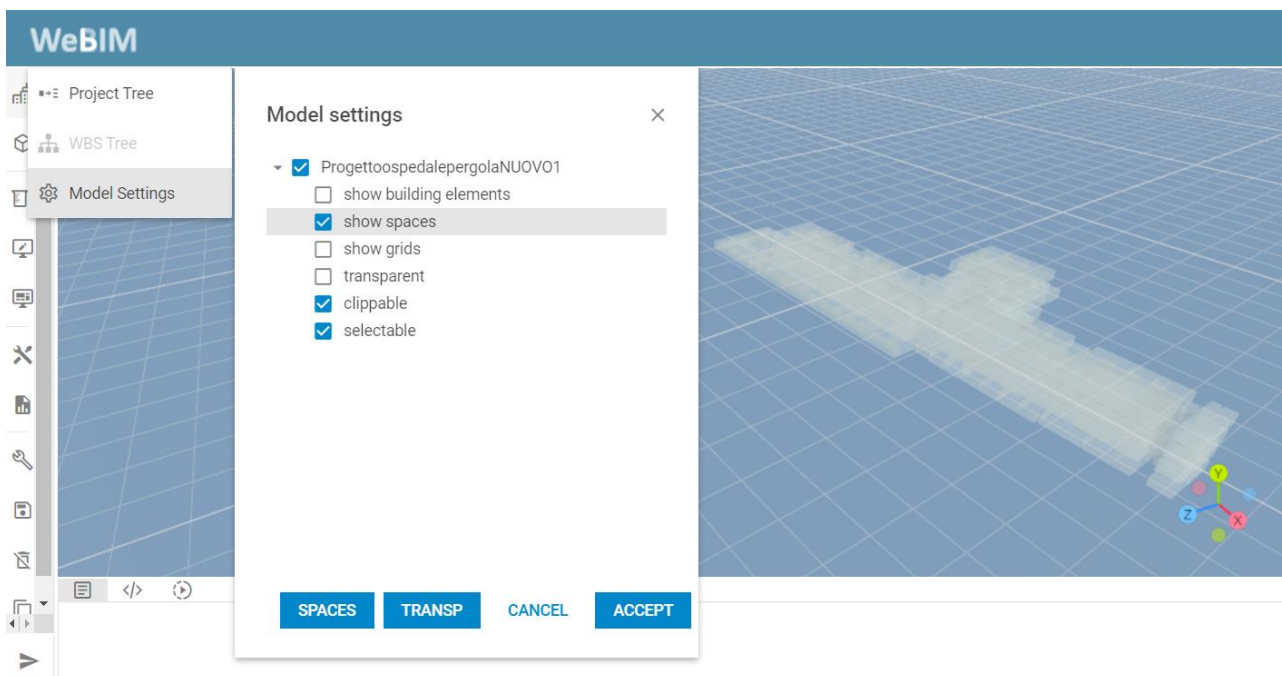 WeBIM
Project Tree
WBS Tree
Model Settings
Model settings
ProgettoospedalepergolaNUOVO1
show building elements
show spaces
show grids
transparent
clippable
selectable
SPACES
TRANSP
CANCEL
ACCEPT
Y
Z
X